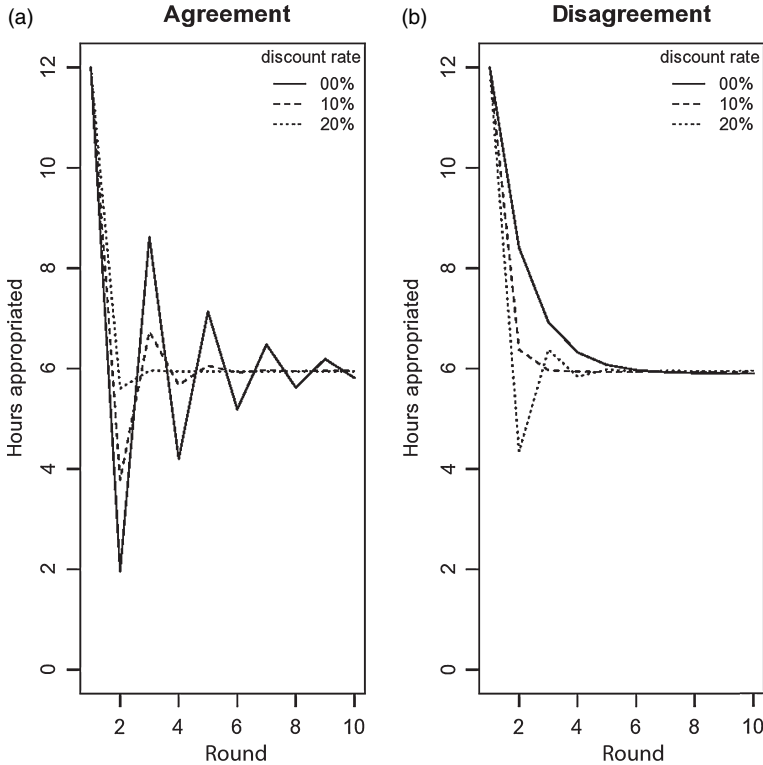 (a)
Agreement
discount rate
00%
10%
20%
Hours appropriated
12
10
8
6
4
2
0
2 4 6 8 10
Round
(b)
Disagreement
discount rate
00%
10%
20%
Hours appropriated
12
10
8
6
4
2
0
2 4 6 8 10
Round